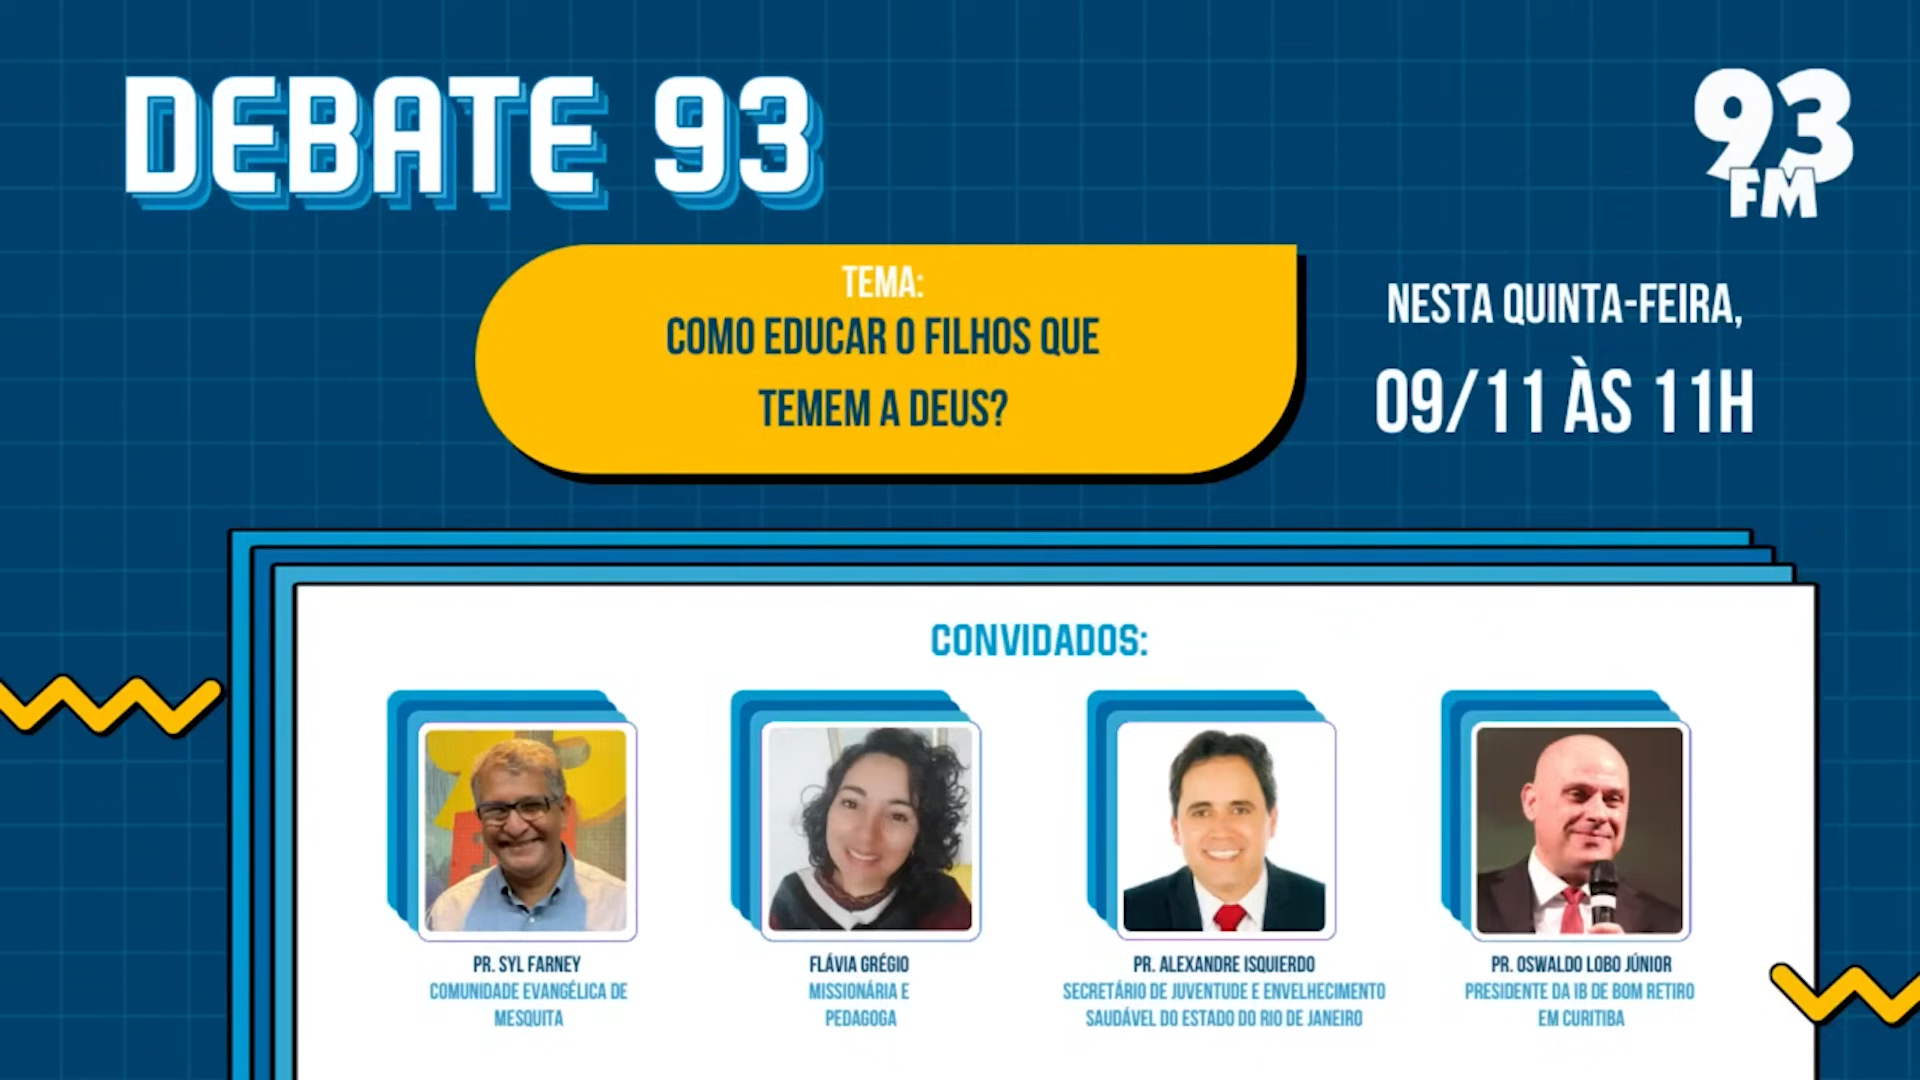 DEBATE 93
93
FM
TEMA:
COMO EDUCAR O FILHOS QUE
TEMEM A DEUS?
NESTA QUINTA-FEIRA,
09/11 ÀS 11H
CONVIDADOS:
PR. SYL FARNEY
COMUNIDADE EVANGÉLICA DE
MESQUITA
FLÁVIA GRÉGIO
MISSIONÁRIA E
PEDAGOGA
PR. ALEXANDRE ISQUIERDO
SECRETÁRIO DE JUVENTUDE E ENVELHECIMENTO
SAUDÁVEL DO ESTADO DO RIO DE JANEIRO
PR. OSWALDO LOBO JÚNIOR
PRESIDENTE DA IB DE BOM RETIRO
EM CURITIBA